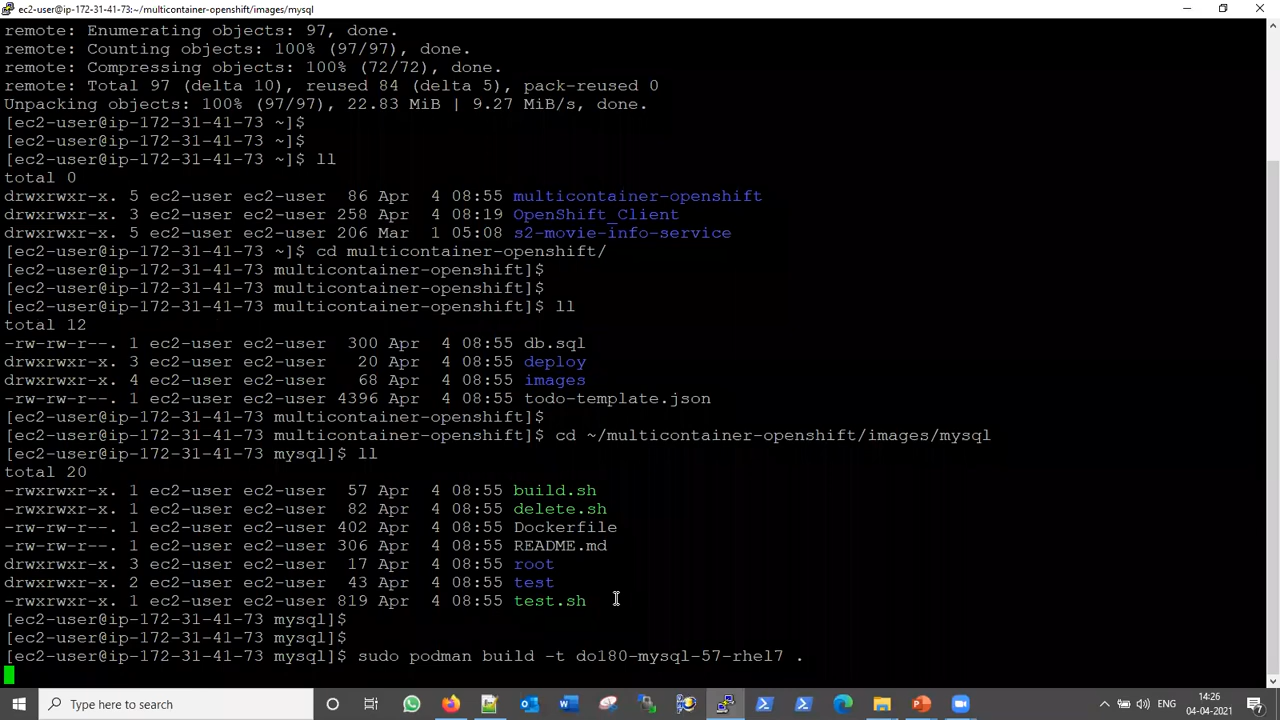 ec2-user@ip-172-31-41-73:~/multicontainer-openshift/images/mysql
remote: Enumerating objects: 97, done.
remote: Counting objects: 100% (97/97), done.
remote: Compressing objects: 100% (72/72), done.
remote: Total 97 (delta 10), reused 84 (delta 5), pack-reused 0
Unpacking objects: 100% (97/97), 22.83 MiB | 9.27 MiB/s, done.
[ec2-user@ip-172-31-41-73 ~]$
[ec2-user@ip-172-31-41-73 ~]$
[ec2-user@ip-172-31-41-73 ~]$ ll
total 0
drwxrwxr-x. 5 ec2-user ec2-user  86 Apr  4 08:55 multicontainer-openshift
drwxrwxr-x. 3 ec2-user ec2-user 258 Apr  4 08:19 OpenShift_Client
drwxrwxr-x. 5 ec2-user ec2-user 206 Mar  1 05:08 s2-movie-info-service
[ec2-user@ip-172-31-41-73 ~]$ cd multicontainer-openshift/
[ec2-user@ip-172-31-41-73 multicontainer-openshift]$
[ec2-user@ip-172-31-41-73 multicontainer-openshift]$
[ec2-user@ip-172-31-41-73 multicontainer-openshift]$ ll
total 12
-rw-rw-r--. 1 ec2-user ec2-user  300 Apr  4 08:55 db.sql
drwxrwxr-x. 3 ec2-user ec2-user   20 Apr  4 08:55 deploy
drwxrwxr-x. 4 ec2-user ec2-user   68 Apr  4 08:55 images
-rw-rw-r--. 1 ec2-user ec2-user 4396 Apr  4 08:55 todo-template.json
[ec2-user@ip-172-31-41-73 multicontainer-openshift]$
[ec2-user@ip-172-31-41-73 multicontainer-openshift]$ cd ~/multicontainer-openshift/images/mysql
[ec2-user@ip-172-31-41-73 mysql]$ ll
total 20
-rwxrwxr-x. 1 ec2-user ec2-user  57 Apr  4 08:55 build.sh
-rwxrwxr-x. 1 ec2-user ec2-user  82 Apr  4 08:55 delete.sh
-rw-rw-r--. 1 ec2-user ec2-user 402 Apr  4 08:55 Dockerfile
-rw-rw-r--. 1 ec2-user ec2-user 306 Apr  4 08:55 README.md
drwxrwxr-x. 3 ec2-user ec2-user  17 Apr  4 08:55 root
drwxrwxr-x. 2 ec2-user ec2-user  43 Apr  4 08:55 test
-rwxrwxr-x. 1 ec2-user ec2-user 819 Apr  4 08:55 test.sh
[ec2-user@ip-172-31-41-73 mysql]$
[ec2-user@ip-172-31-41-73 mysql]$
[ec2-user@ip-172-31-41-73 mysql]$ sudo podman build -t do180-mysql-57-rhel7 .
Type here to search
ENG
14:26
04-04-2021